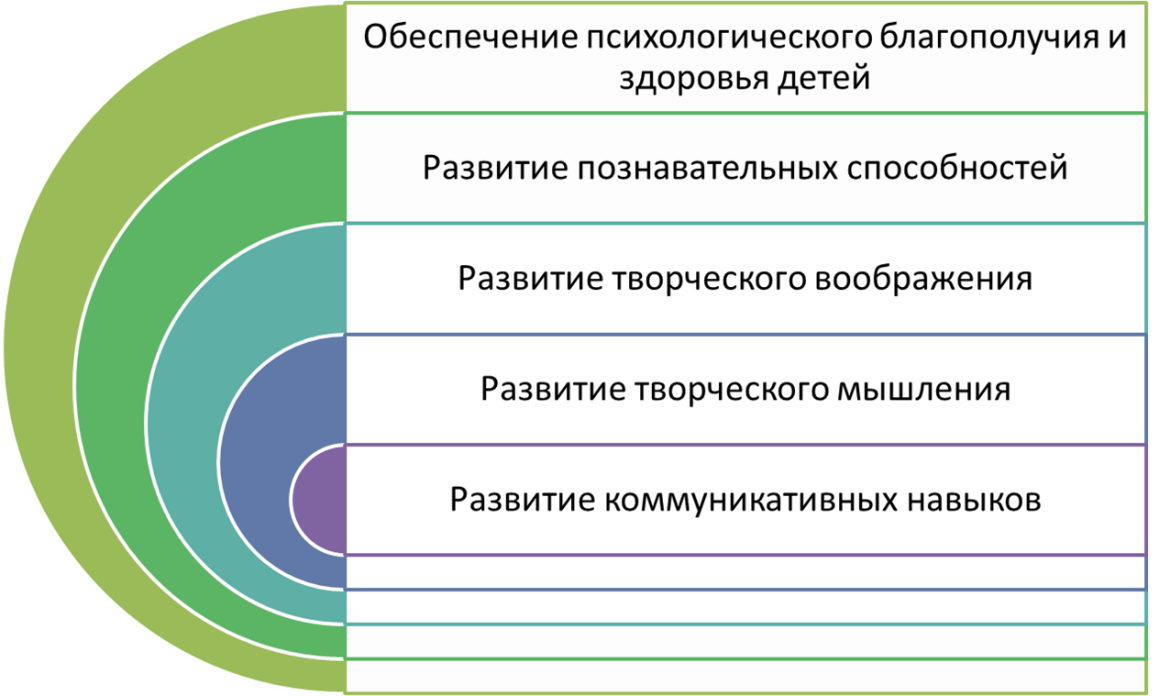 Обеспечение психологического благополучия и
здоровья детей
Развитие познавательных способностей
Развитие творческого воображения
Развитие творческого мышления
Развитие коммуникативных навыков